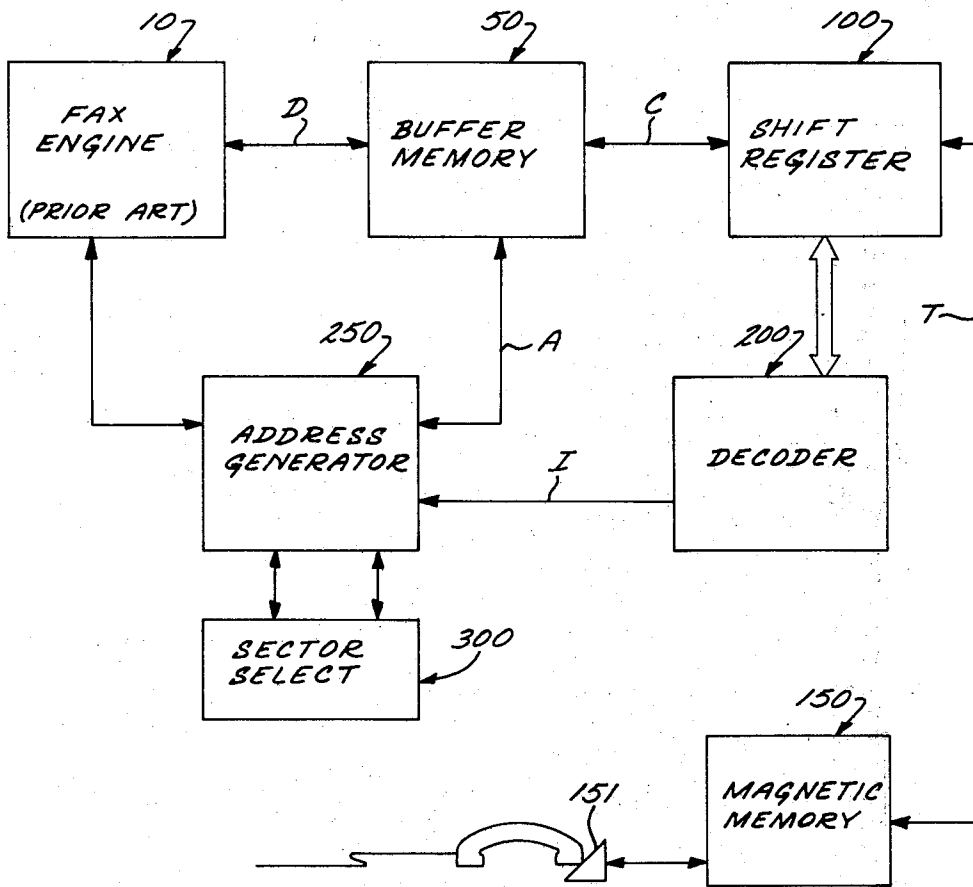 10
50
100
FAX
ENGINE
(PRIOR ART)
D
BUFFER
MEMORY
C
SHIFT
REGISTER
T
250
A
200
ADDRESS
GENERATOR
I
DECODER
SECTOR
SELECT
300
150
151
MAGNETIC
MEMORY